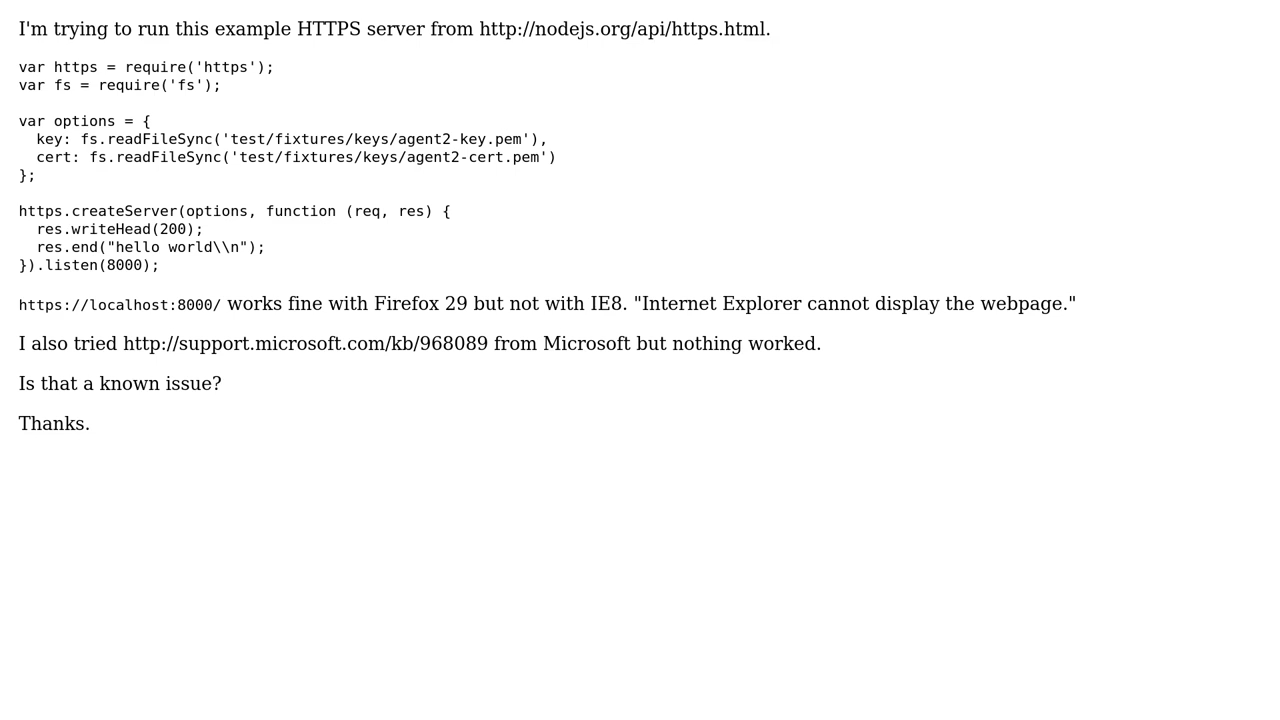 I'm trying to run this example HTTPS server from http://nodejs.org/api/https.html.
var https = require('https');
var fs = require('fs');
var options = {
  key: fs.readFileSync('test/fixtures/keys/agent2-key.pem'),
  cert: fs.readFileSync('test/fixtures/keys/agent2-cert.pem')
};
https.createServer(options, function (req, res) {
  res.writeHead(200);
  res.end("hello world\\n");
}).listen(8000);
https://localhost:8000/ works fine with Firefox 29 but not with IE8. "Internet Explorer cannot display the webpage."
I also tried http://support.microsoft.com/kb/968089 from Microsoft but nothing worked.
Is that a known issue?
Thanks.